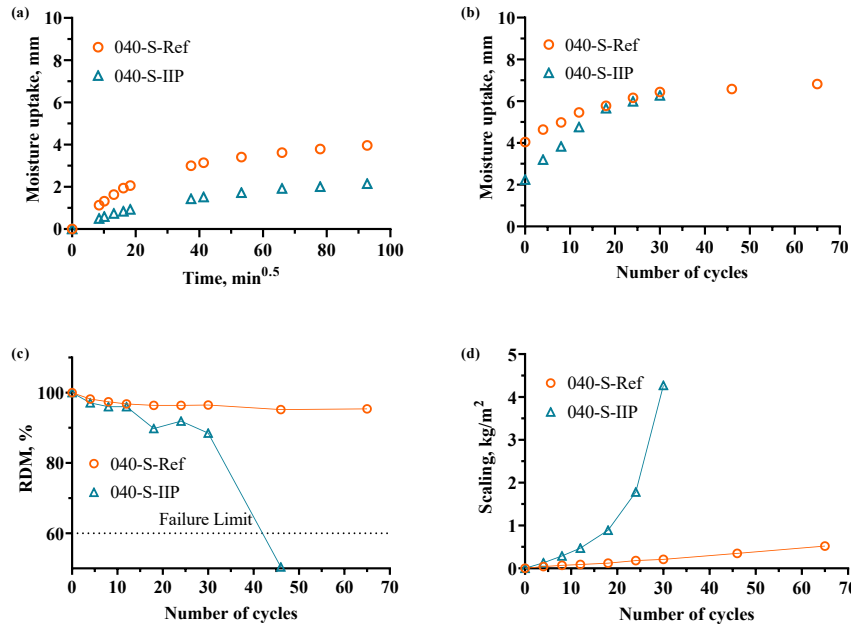 (a)
10
8
6
4
2
0
Moisture uptake, mm
040-S-Ref
040-S-IIP
0 20 40 60 80 100
Time, min^0.5
(b)
10
8
6
4
2
0
Moisture uptake, mm
040-S-Ref
040-S-IIP
0 10 20 30 40 50 60 70
Number of cycles
(c)
100
80
60
RDM, %
040-S-Ref
040-S-IIP
Failure Limit
0 10 20 30 40 50 60 70
Number of cycles
(d)
5
4
3
2
1
0
Scaling, kg/m²
040-S-Ref
040-S-IIP
0 10 20 30 40 50 60 70
Number of cycles